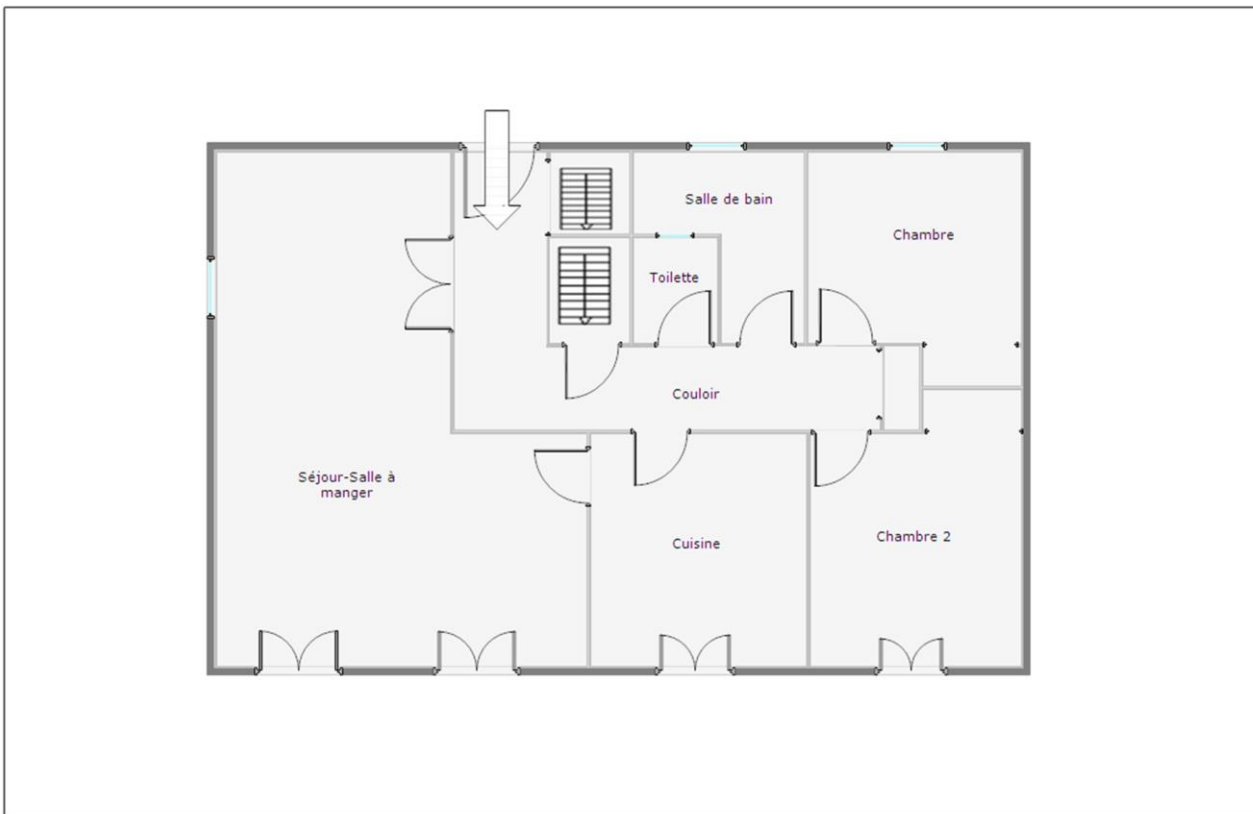 Salle de bain
Chambre
Toilette
Couloir
Séjour-Salle à
manger
Cuisine
Chambre 2